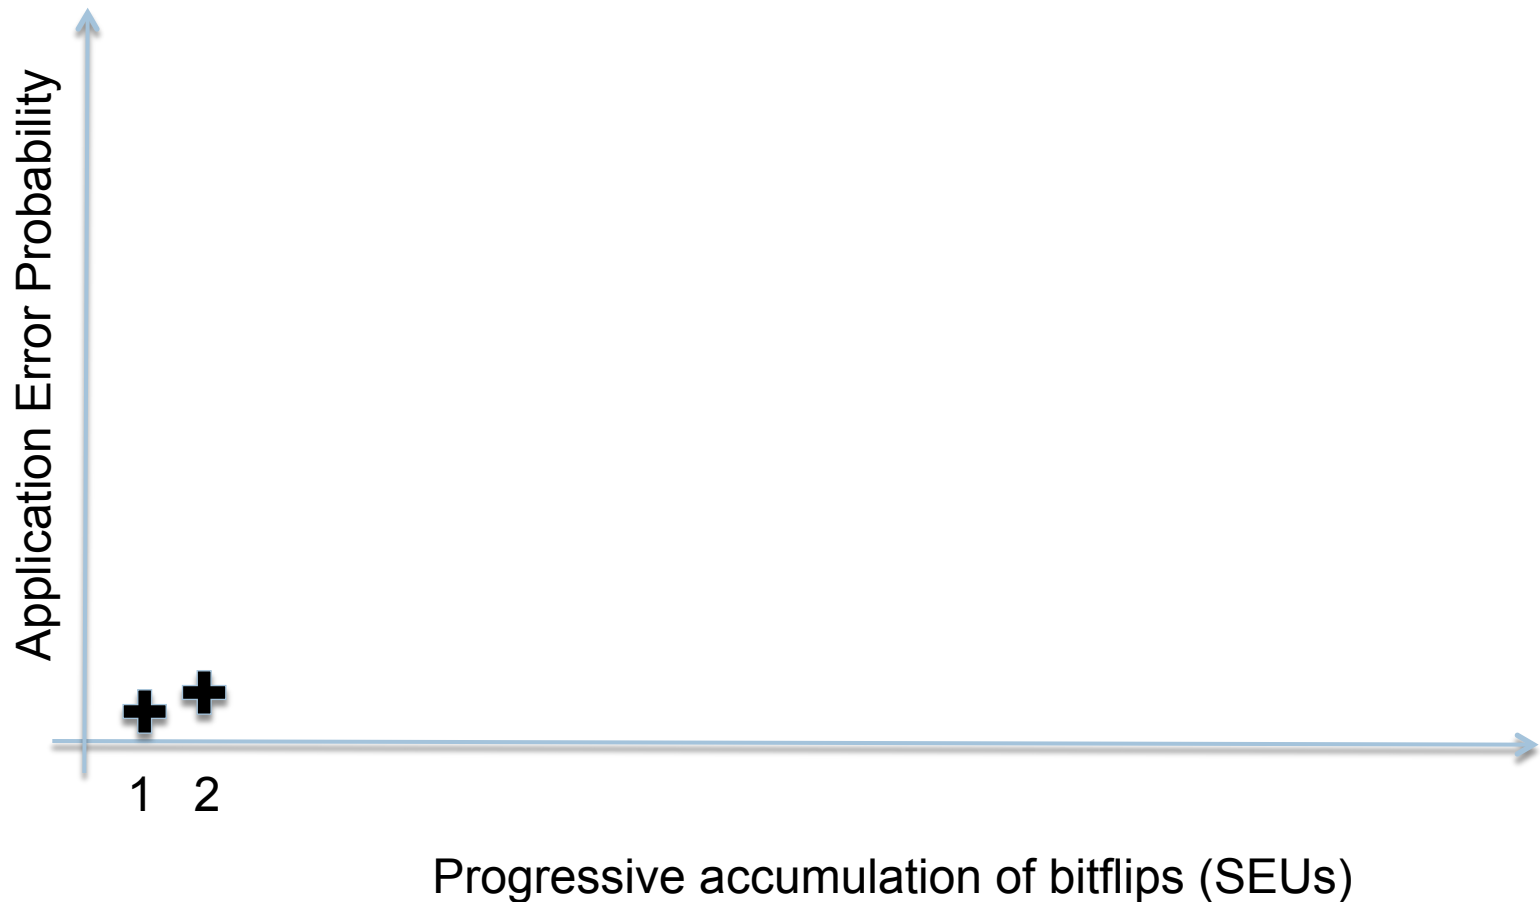 Application Error Probability
1 2
Progressive accumulation of bitflips (SEUs)